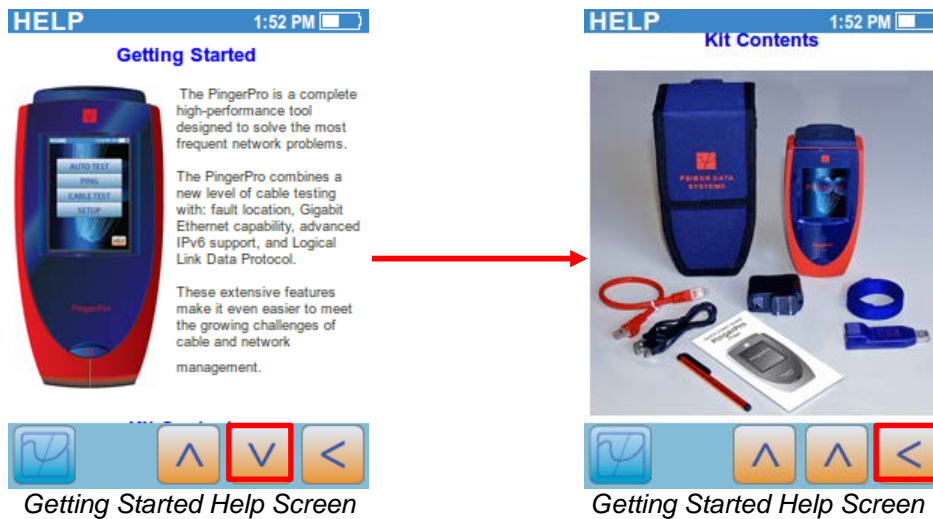 HELP 1:52 PM
Getting Started
The PingerPro is a complete
high-performance tool
designed to solve the most
frequent network problems.
The PingerPro combines a
new level of cable testing
with: fault location, Gigabit
Ethernet capability, advanced
IPv6 support, and Logical
Link Data Protocol.
These extensive features
make it even easier to meet
the growing challenges of
cable and network
management.
AUTO TEST
PING
CABLE TEST
SETUP
HELP
PingerPro
Getting Started Help Screen
HELP 1:52 PM
Kit Contents
PSIBER DATA
SYSTEMS
PingerPro
Getting Started Help Screen